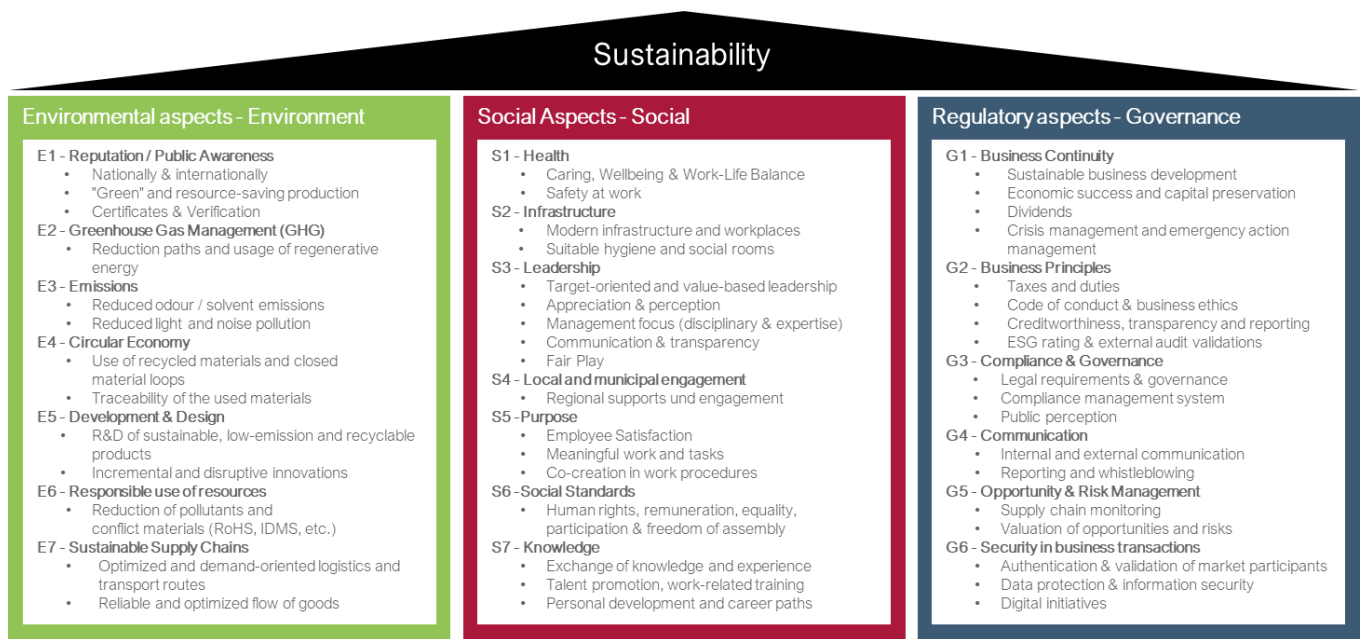 Sustainability
Environmental aspects - Environment
E1 - Reputation / Public Awareness
• Nationally & internationally
• "Green" and resource-saving production
• Certificates & Verification
E2 - Greenhouse Gas Management (GHG)
• Reduction paths and usage of regenerative
energy
E3 - Emissions
• Reduced odour / solvent emissions
• Reduced light and noise pollution
E4 - Circular Economy
• Use of recycled materials and closed
material loops
• Traceability of the used materials
E5 - Development & Design
• R&D of sustainable, low-emission and recyclable
products
• Incremental and disruptive innovations
E6 - Responsible use of resources
• Reduction of pollutants and
conflict materials (RoHS, IDMS, etc.)
E7 - Sustainable Supply Chains
• Optimized and demand-oriented logistics and
transport routes
• Reliable and optimized flow of goods
Social Aspects - Social
S1 - Health
• Caring, Wellbeing & Work-Life Balance
• Safety at work
S2 - Infrastructure
• Modern infrastructure and workplaces
• Suitable hygiene and social rooms
S3 - Leadership
• Target-oriented and value-based leadership
• Appreciation & perception
• Management focus (disciplinary & expertise)
• Communication & transparency
• Fair Play
S4 - Local and municipal engagement
• Regional supports und engagement
S5 - Purpose
• Employee Satisfaction
• Meaningful work and tasks
• Co-creation in work procedures
S6 - Social Standards
• Human rights, remuneration, equality,
participation & freedom of assembly
S7 - Knowledge
• Exchange of knowledge and experience
• Talent promotion, work-related training
• Personal development and career paths
Regulatory aspects - Governance
G1 - Business Continuity
• Sustainable business development
• Economic success and capital preservation
• Dividends
• Crisis management and emergency action
management
G2 - Business Principles
• Taxes and duties
• Code of conduct & business ethics
• Creditworthiness, transparency and reporting
• ESG rating & external audit validations
G3 - Compliance & Governance
• Legal requirements & governance
• Compliance management system
• Public perception
G4 - Communication
• Internal and external communication
• Reporting and whistleblowing
G5 - Opportunity & Risk Management
• Supply chain monitoring
• Valuation of opportunities and risks
G6 - Security in business transactions
• Authentication & validation of market participants
• Data protection & information security
• Digital initiatives